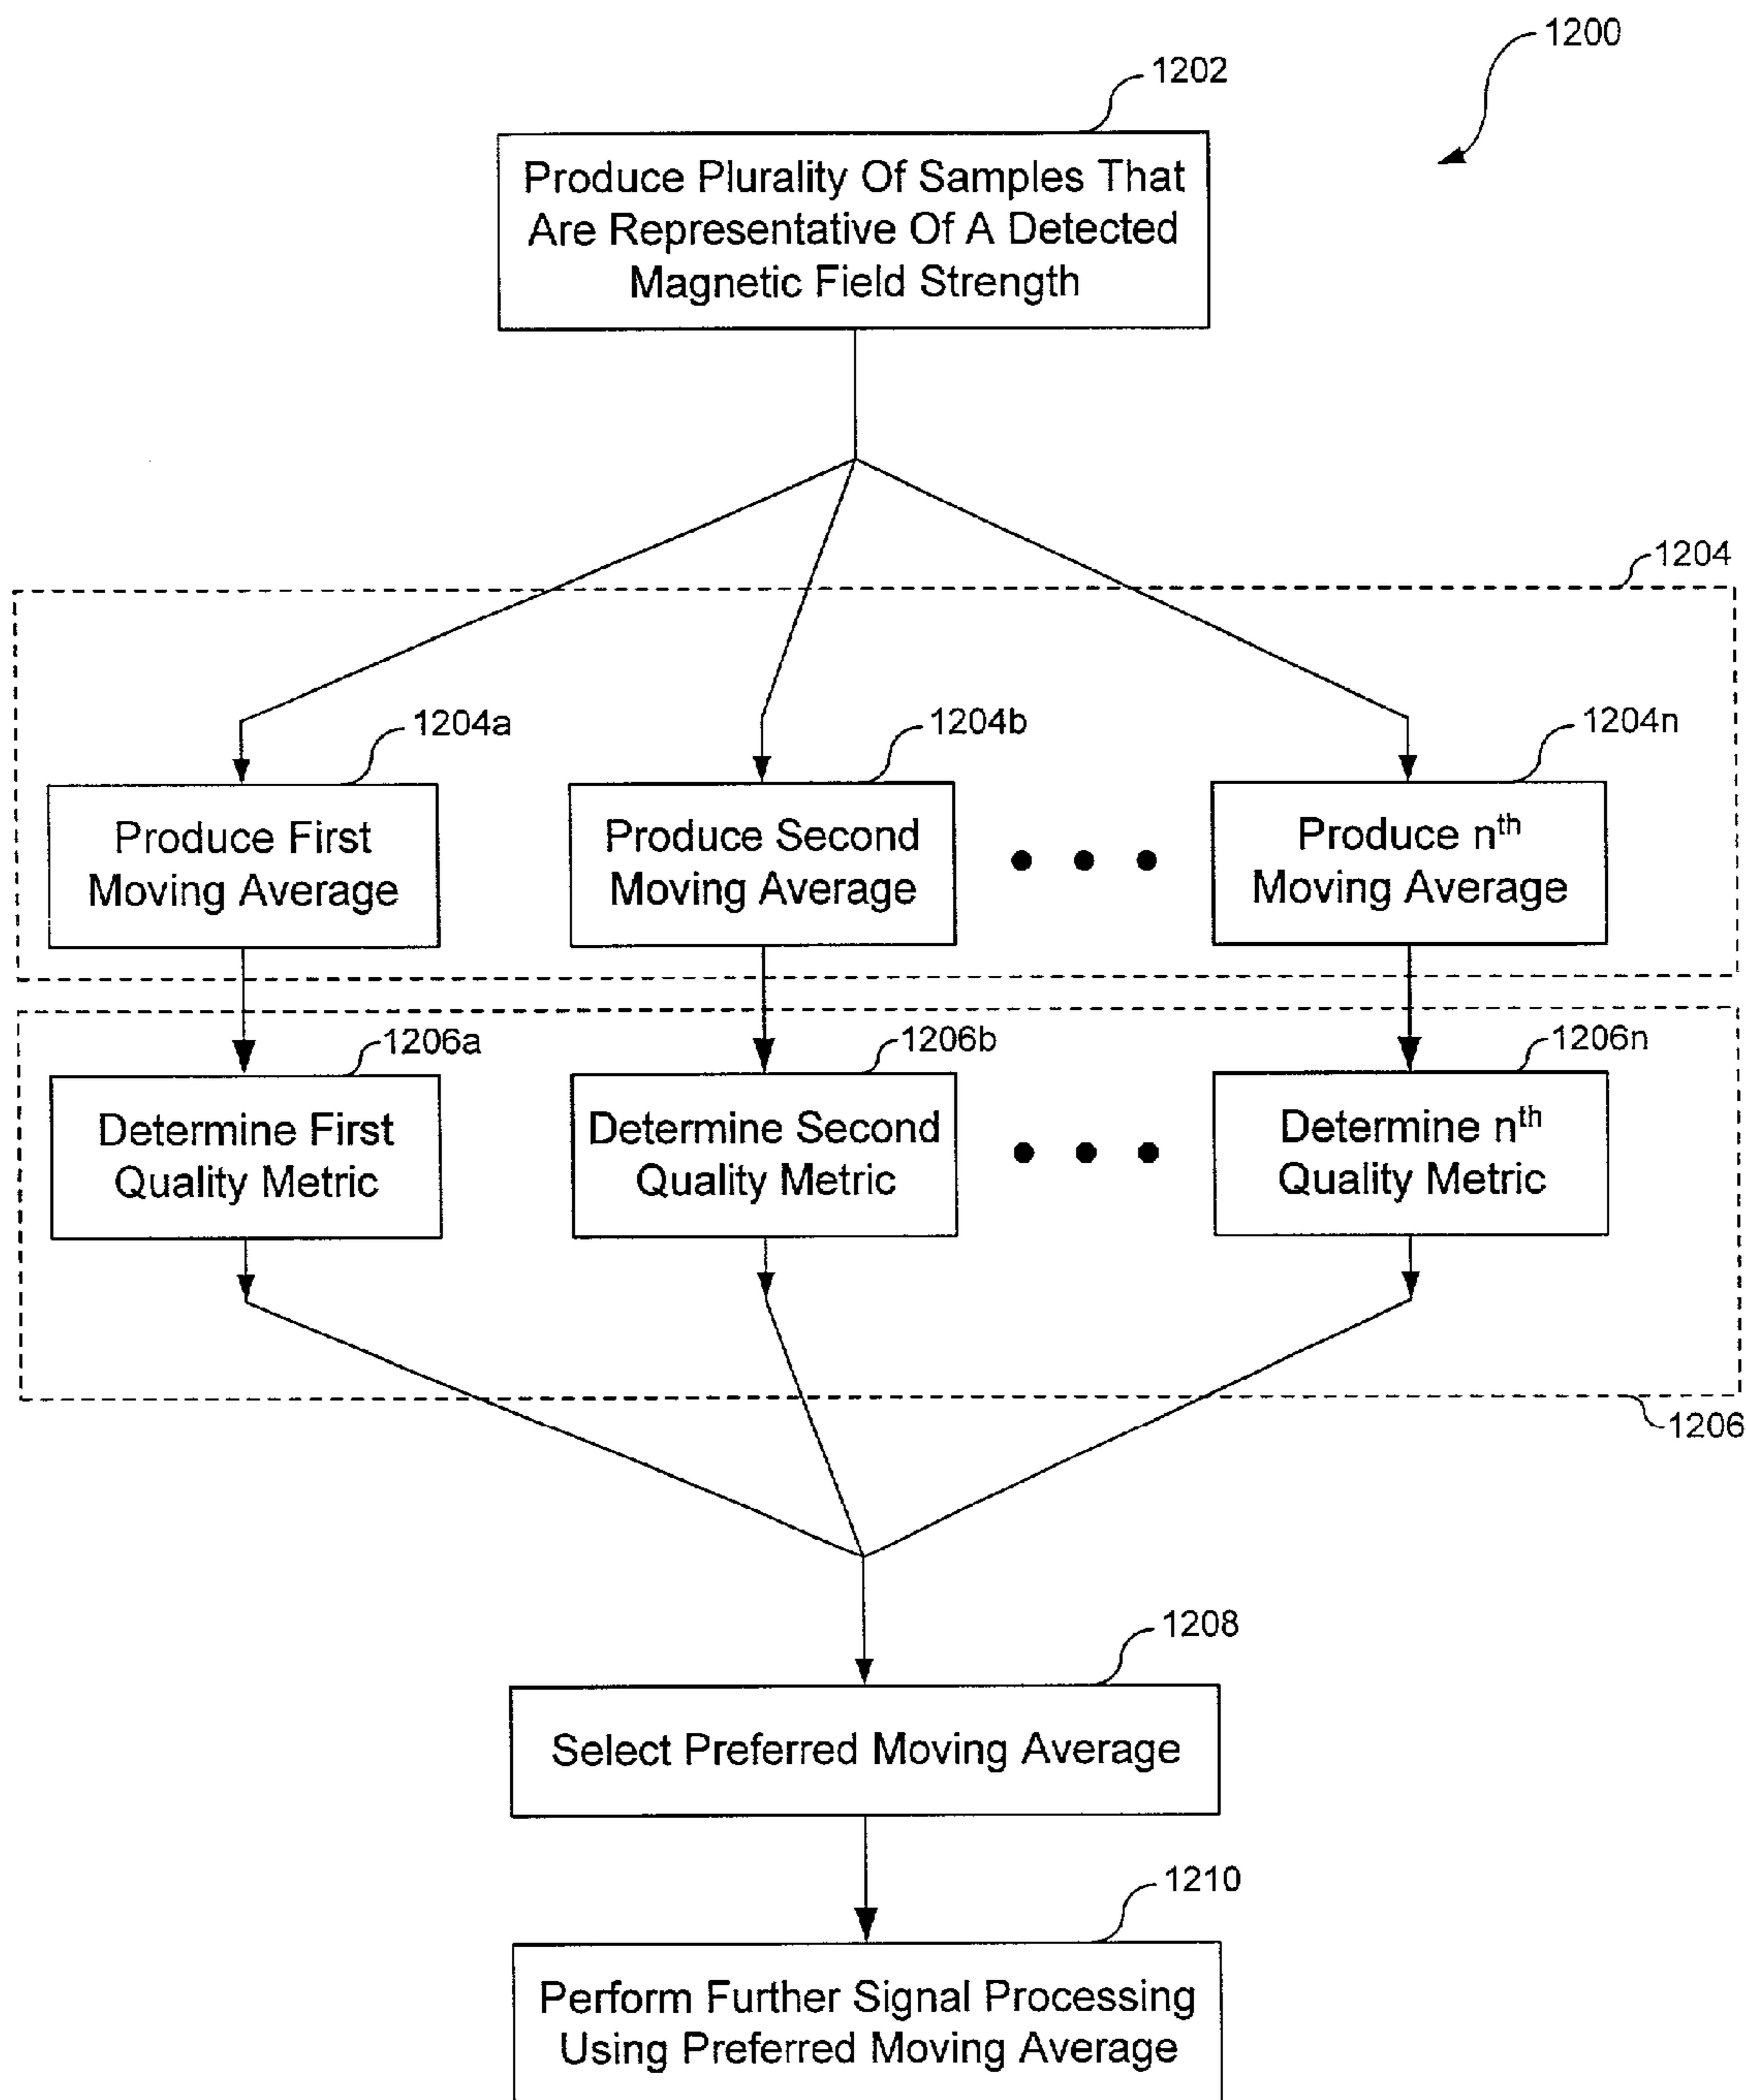 1200
1202
Produce Plurality Of Samples That
Are Representative Of A Detected
Magnetic Field Strength
1204
1204a
1204b
1204n
Produce First
Moving Average
Produce Second
Moving Average
Produce nth
Moving Average
1206a
1206b
1206n
Determine First
Quality Metric
Determine Second
Quality Metric
Determine nth
Quality Metric
1206
1208
Select Preferred Moving Average
1210
Perform Further Signal Processing
Using Preferred Moving Average